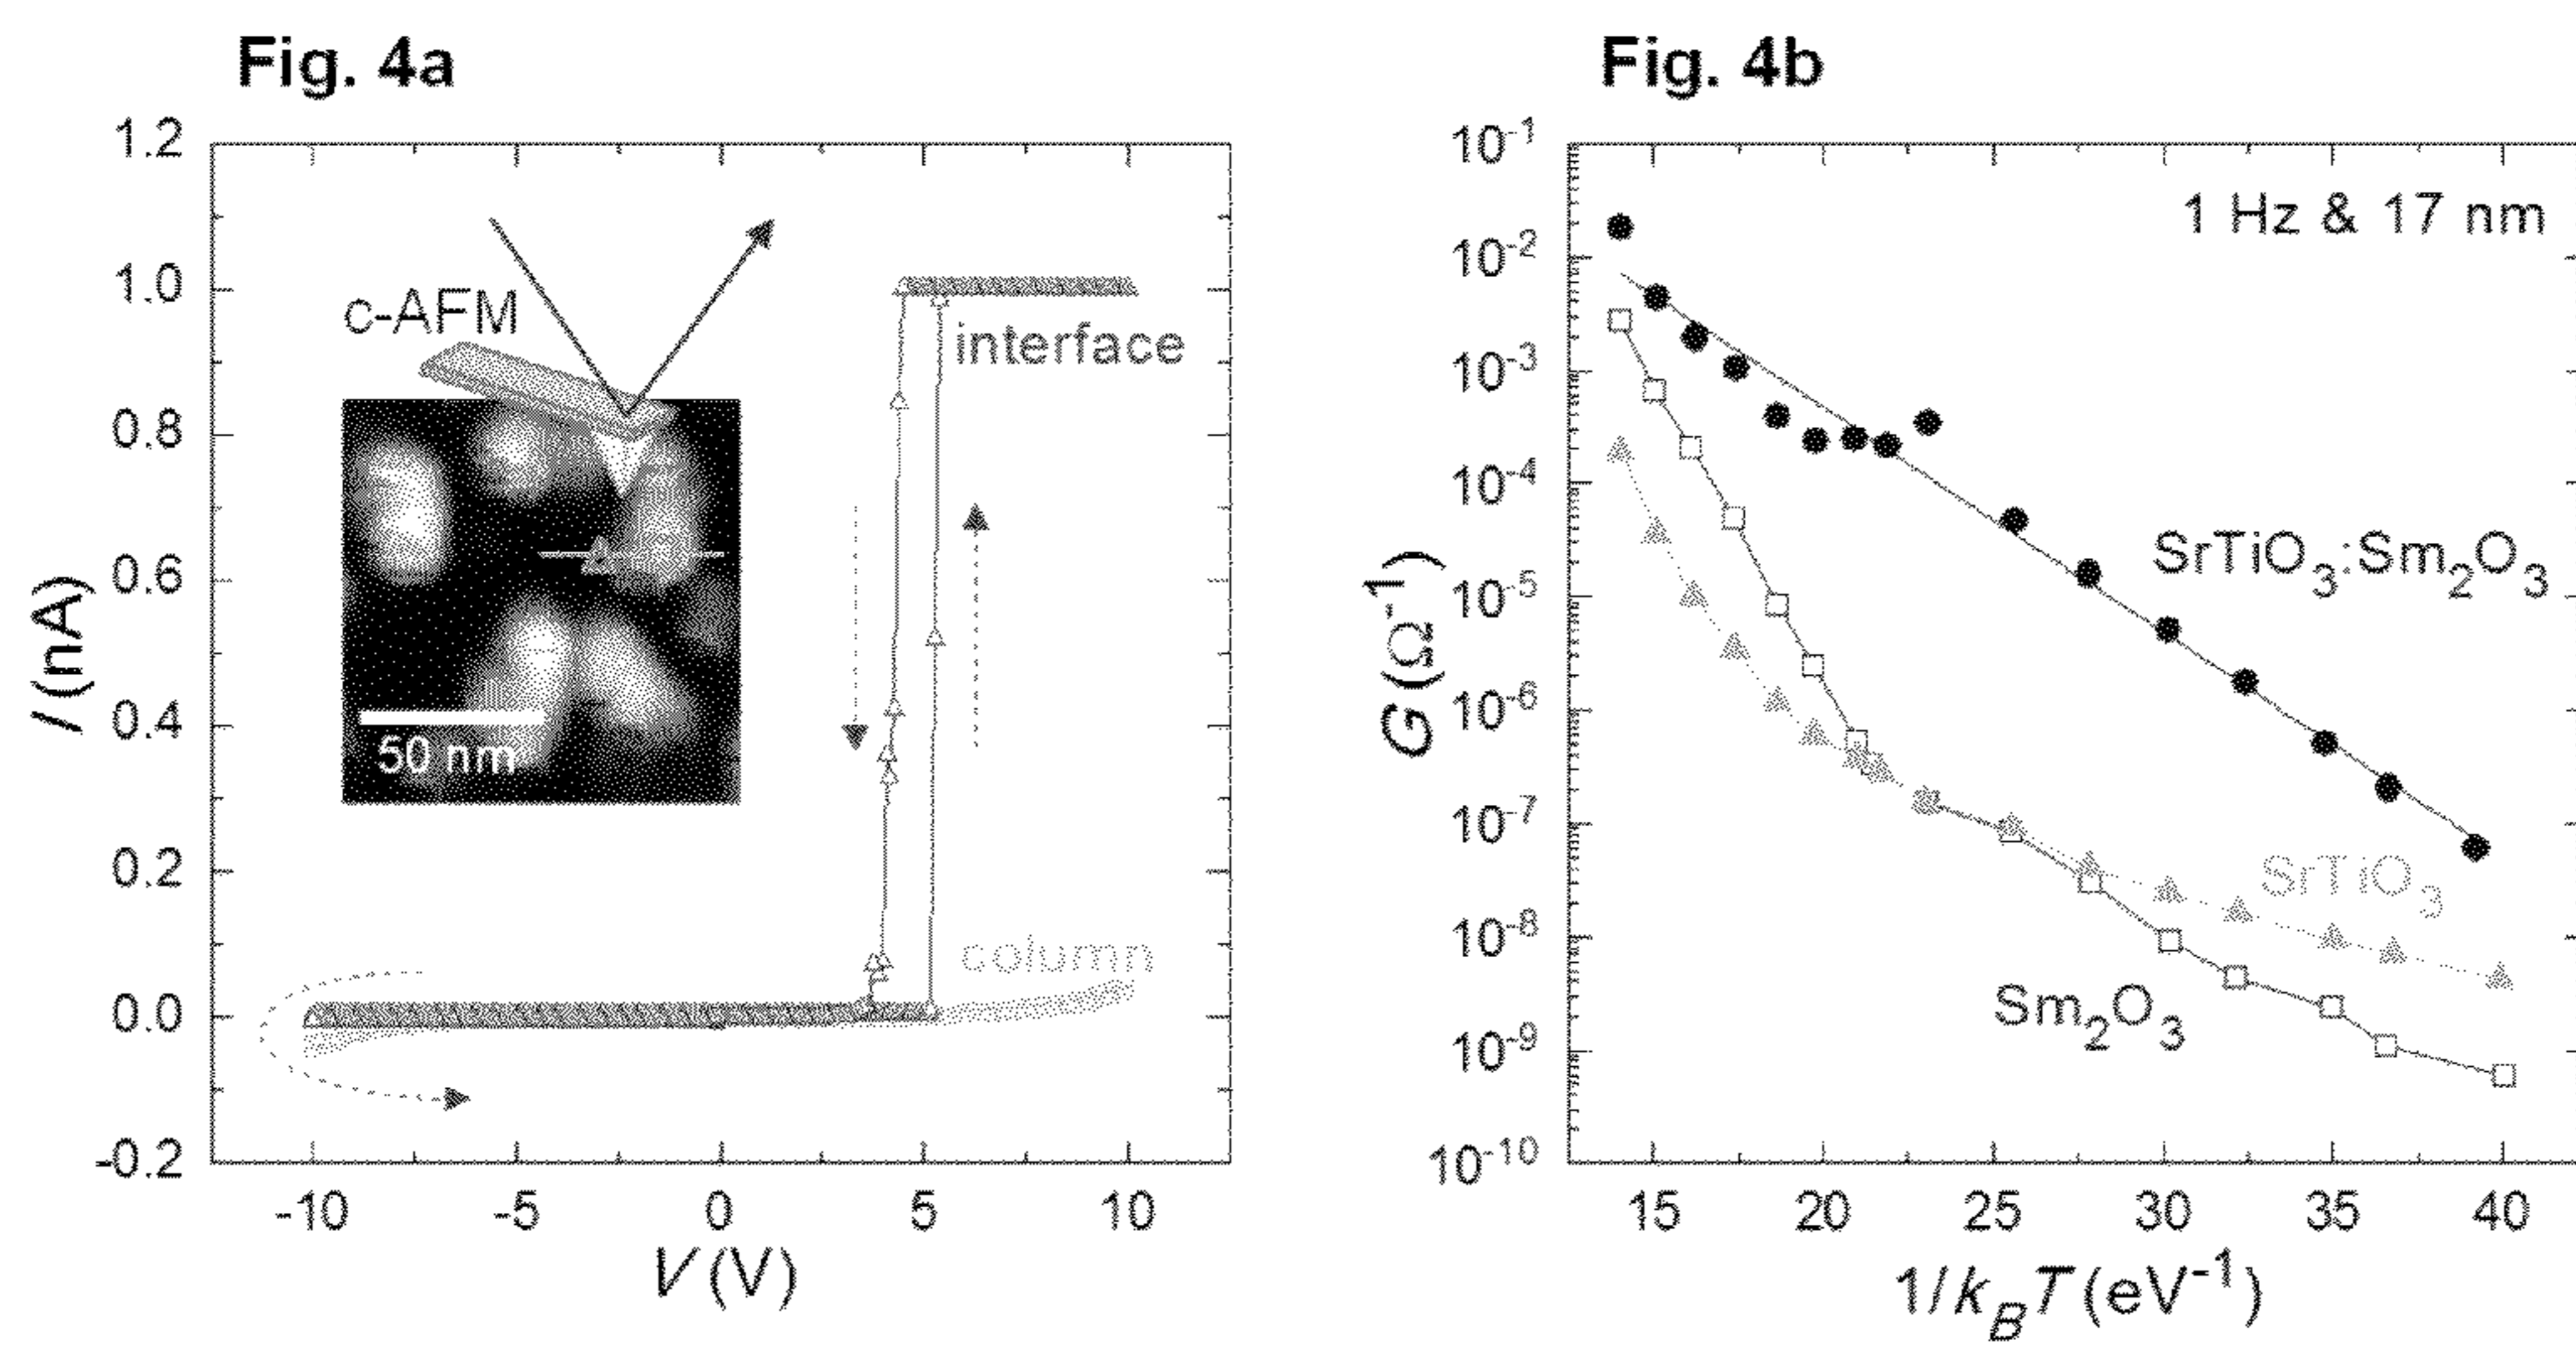 Fig. 4a
1.2
1.0
0.8
0.6
0.4
0.2
0.0
-0.2
I (nA)
c-AFM
interface
50 nm
column
-10
-5
0
5
10
V (V)
Fig. 4b
10⁻¹
10⁻²
10⁻³
10⁻⁴
10⁻⁵
10⁻⁶
10⁻⁷
10⁻⁸
10⁻⁹
10⁻¹⁰
G (Ω⁻¹)
1 Hz & 17 nm
SrTiO₃:Sm₂O₃
SrTiO₃
Sm₂O₃
15
20
25
30
35
40
1/k_BT (eV⁻¹)